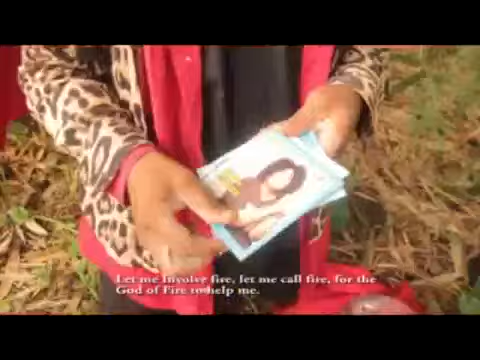 Let me Involve fire, let me call fire, for the
God of Fire to help me.